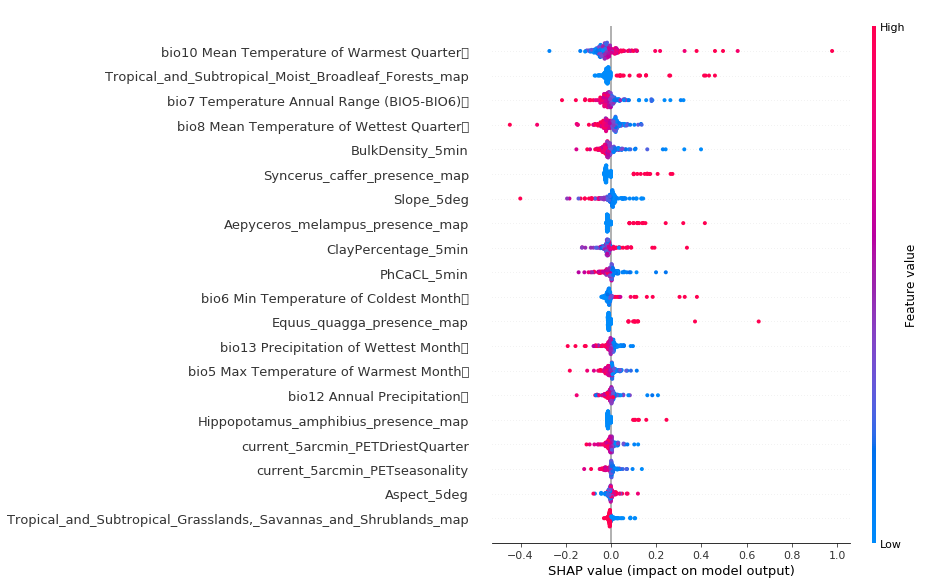 High
bio10 Mean Temperature of Warmest Quarter
Tropical_and_Subtropical_Moist_Broadleaf_Forests_map
bio7 Temperature Annual Range (BIO5-BIO6)
bio8 Mean Temperature of Wettest Quarter
BulkDensity_5min
Syncerus_caffer_presence_map
Slope_5deg
Aepyceros_melampus_presence_map
ClayPercentage_5min
PhCaCL_5min
bio6 Min Temperature of Coldest Month
Equus_quagga_presence_map
bio13 Precipitation of Wettest Month
bio5 Max Temperature of Warmest Month
bio12 Annual Precipitation
Hippopotamus_amphibius_presence_map
current_5arcmin_PETDriestQuarter
current_5arcmin_PETseasonality
Aspect_5deg
Tropical_and_Subtropical_Grasslands,_Savannas_and_Shrublands_map
Feature value
Low
−0.4 −0.2 0.0 0.2 0.4 0.6 0.8 1.0
SHAP value (impact on model output)